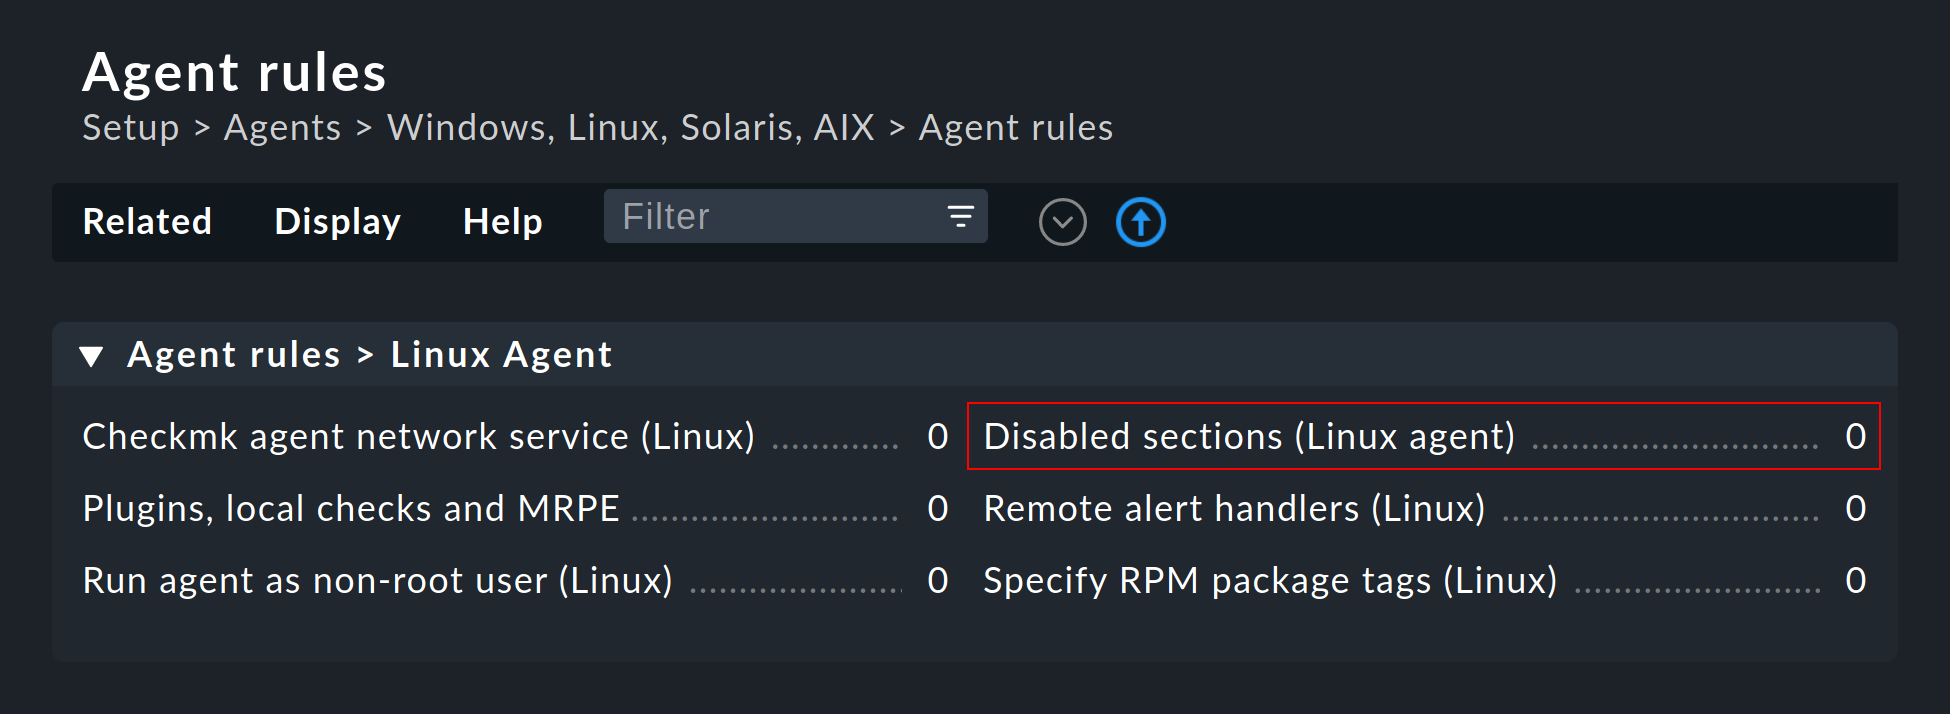 Agent rules
Setup > Agents > Windows, Linux, Solaris, AIX > Agent rules
Related Display Help Filter
Agent rules > Linux Agent
Checkmk agent network service (Linux) 0 Disabled sections (Linux agent) 0
Plugins, local checks and MRPE 0 Remote alert handlers (Linux) 0
Run agent as non-root user (Linux) 0 Specify RPM package tags (Linux) 0